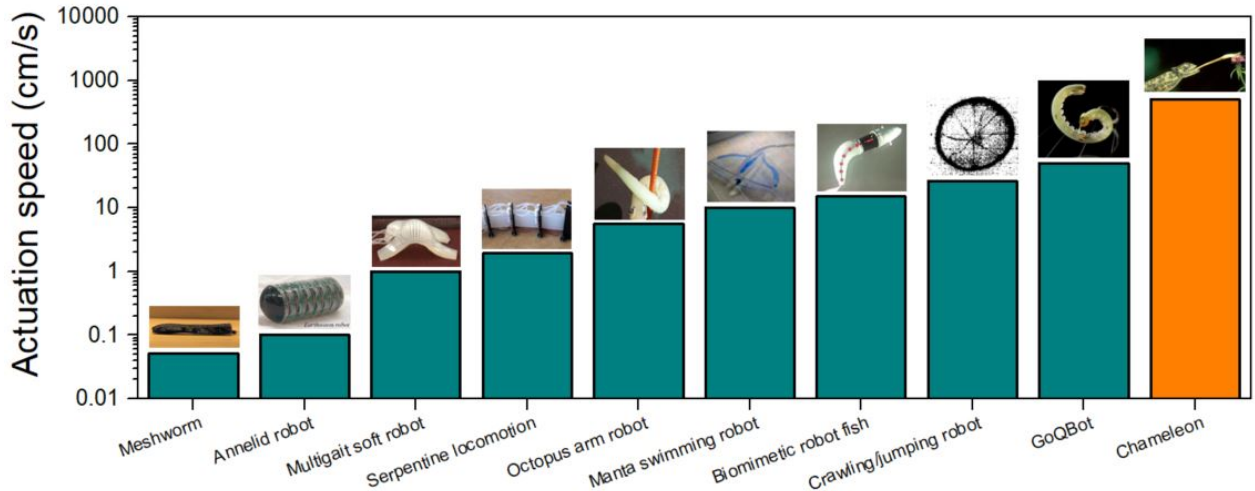 Actuation speed (cm/s)
10000
1000
100
10
1
0.1
0.01
Meshworm
Annelid robot
Multigait soft robot
Serpentine locomotion
Octopus arm robot
Manta swimming robot
Biomimetic robot fish
Crawling/jumping robot
GoQBot
Chameleon